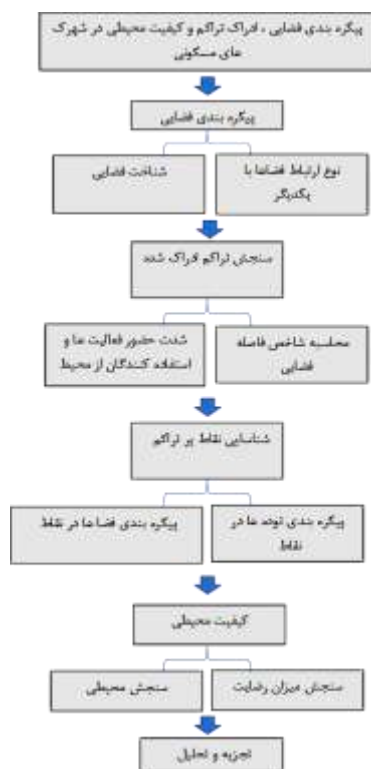 پیکره بندی فضایی ، ادراک تراکم و کیفیت محیطی در شهرک
های مسکونی
پیکره بندی فضایی
نوع ارتباط فضاها با
یکدیگر
شناخت فضایی
سنجش تراکم ادراک شده
محاسبه شاخص فاصله
فضایی
شدت حضور فعالیت ها و
استفاده کنندگان از محیط
شناسایی نقاط پر تراکم
پیکره بندی توده ها در
نقاط
پیکره بندی فضا ها در نقاط
کیفیت محیطی
سنجش میزان رضایت
سنجش محیطی
تجزیه و تحلیل